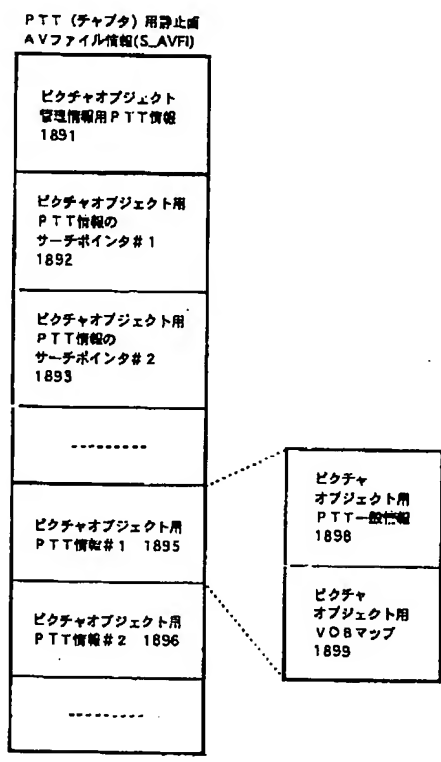 PTT (チャプタ) 用静止画
AVファイル情報(S_AVFI)
ピクチャオブジェクト
管理情報用PTT情報
1891
ピクチャオブジェクト用
PTT情報の
サーチポインタ#1
1892
ピクチャオブジェクト用
PTT情報の
サーチポインタ#2
1893
ピクチャオブジェクト用
PTT情報#1 1895
ピクチャオブジェクト用
PTT情報#2 1896
ピクチャ
オブジェクト用
PTT一般情報
1898
ピクチャ
オブジェクト用
VOBマップ
1899